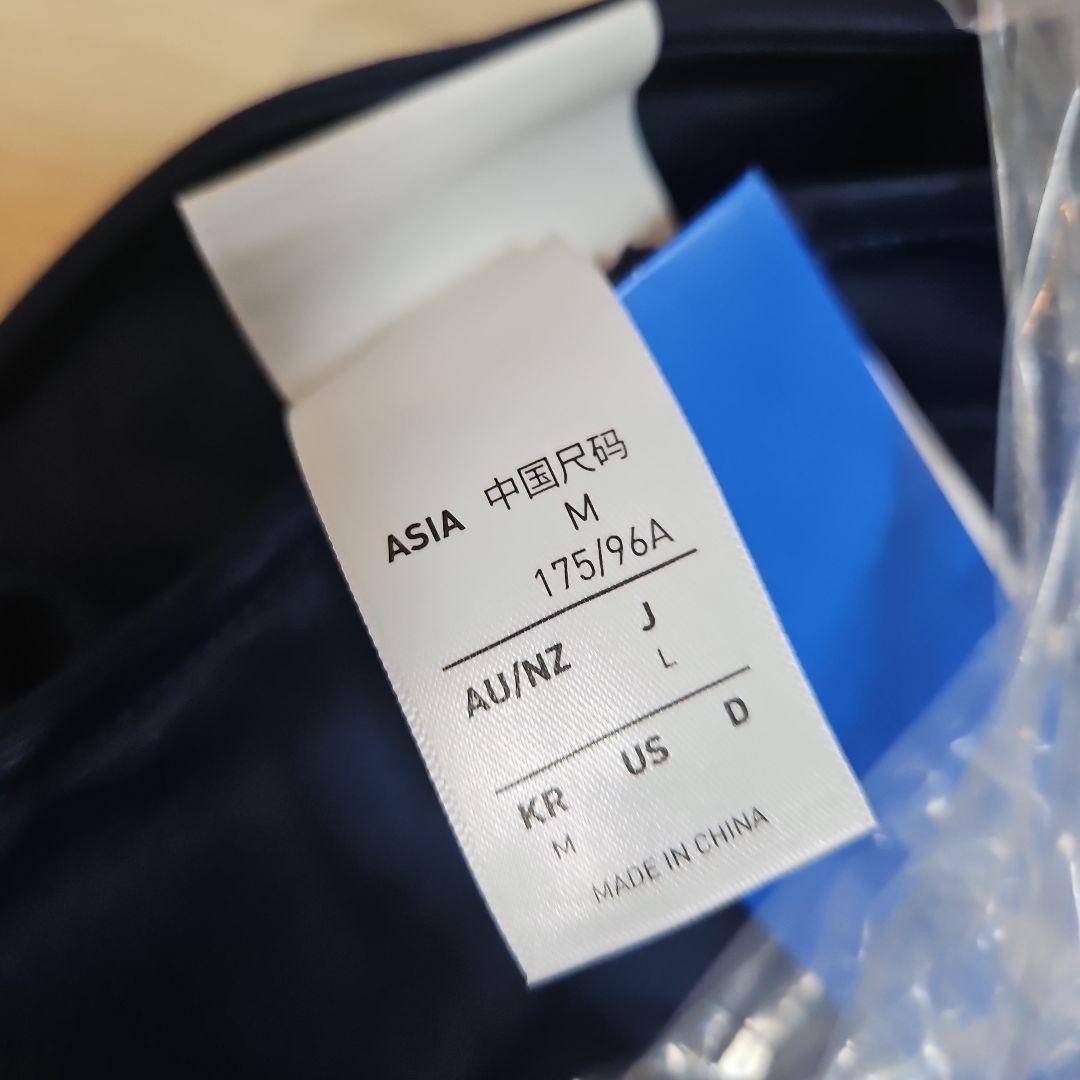 ASIA 中国尺码
M
175/96A
AU/NZ J
L
KR US D
M
MADE IN CHINA